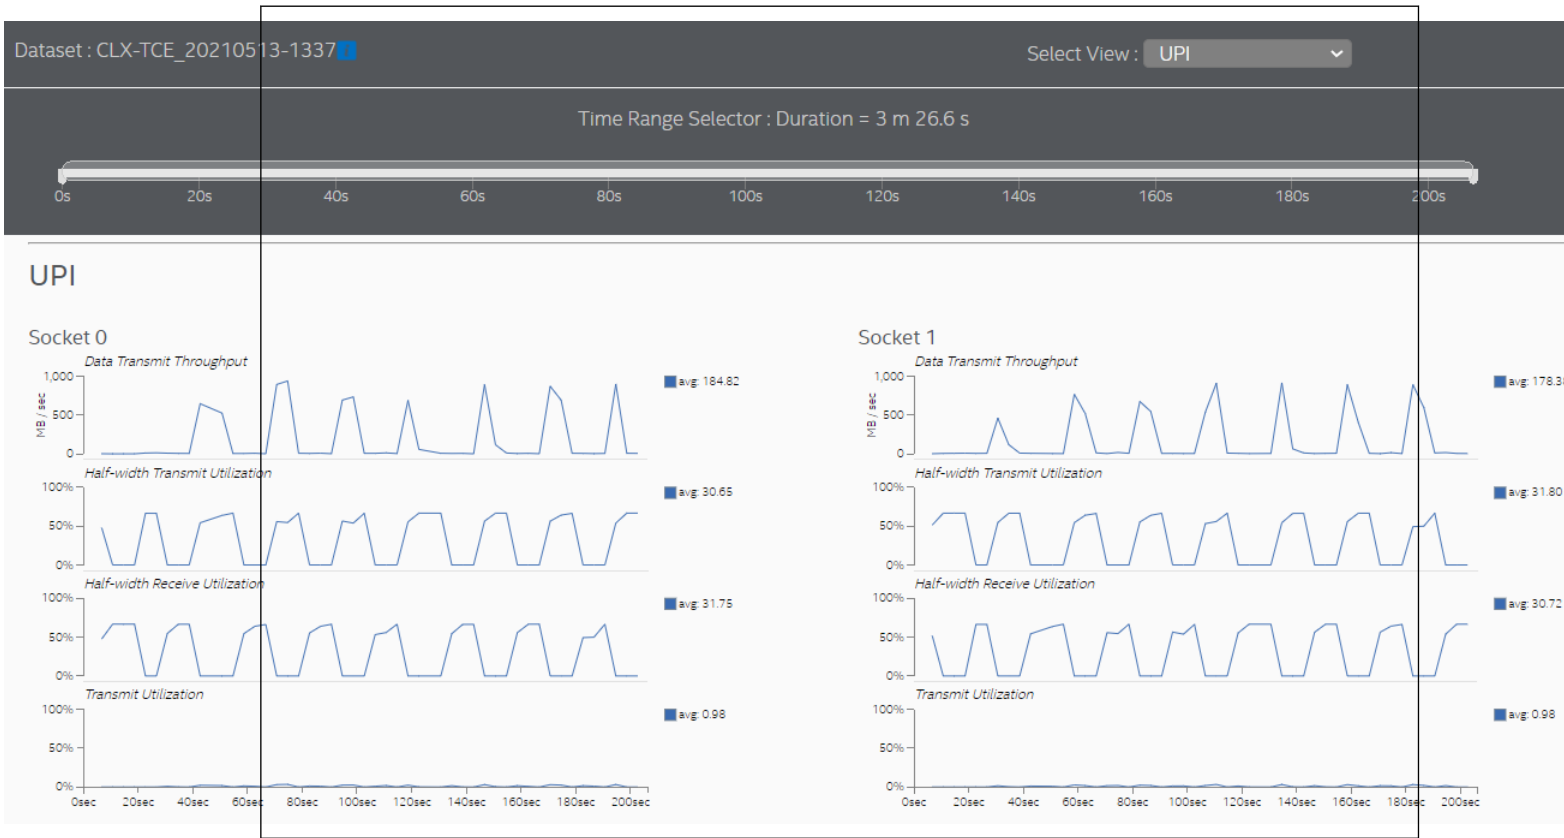 Dataset : CLX-TCE_20210513-1337
Select View : UPI
Time Range Selector : Duration = 3 m 26.6 s
0s 20s 40s 60s 80s 100s 120s 140s 160s 180s 200s
UPI
Socket 0
Data Transmit Throughput
1,000
500
0
MB / sec
avg: 184.82
Half-width Transmit Utilization
100%
50%
0%
avg: 30.65
Half-width Receive Utilization
100%
50%
0%
avg: 31.75
Transmit Utilization
100%
50%
0%
avg: 0.98
0sec 20sec 40sec 60sec 80sec 100sec 120sec 140sec 160sec 180sec 200sec
Socket 1
Data Transmit Throughput
1,000
500
0
MB / sec
avg: 178.3
Half-width Transmit Utilization
100%
50%
0%
avg: 31.80
Half-width Receive Utilization
100%
50%
0%
avg: 30.72
Transmit Utilization
100%
50%
0%
avg: 0.98
0sec 20sec 40sec 60sec 80sec 100sec 120sec 140sec 160sec 180sec 200sec